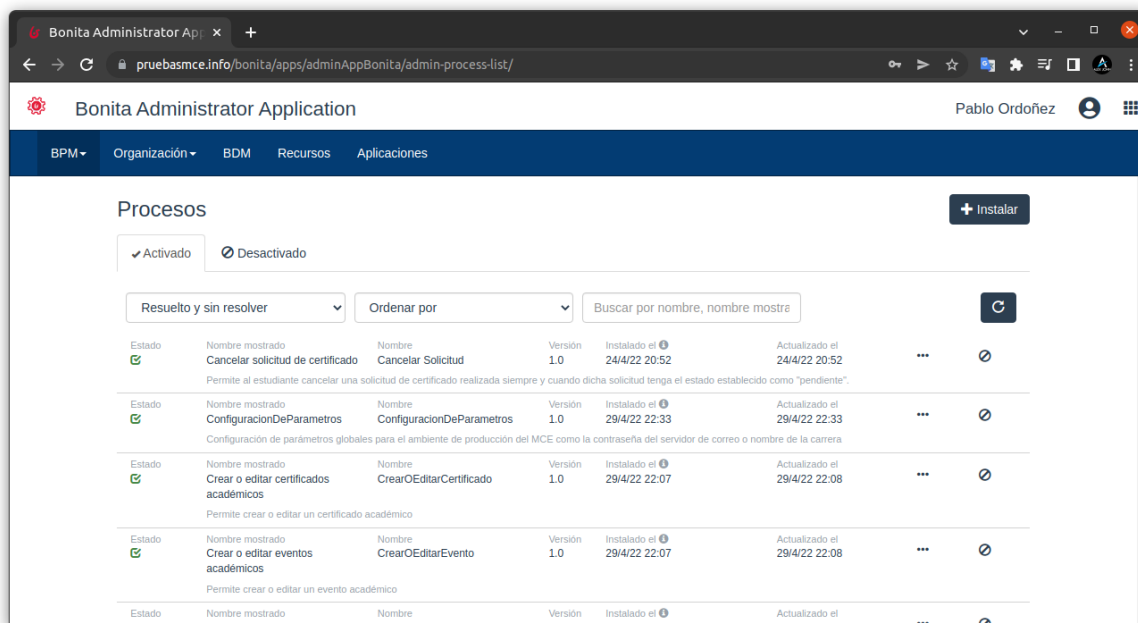 Bonita Administrator App
pruebasmce.info/bonita/apps/adminAppBonita/admin-process-list/
Bonita Administrator Application
Pablo Ordoñez
BPM Organización BDM Recursos Aplicaciones
Procesos
Instalar
Activado Desactivado
Resuelto y sin resolver Ordenar por Buscar por nombre, nombre mostra
Estado Nombre mostrado Nombre Versión Instalado el Actualizado el
Cancelar solicitud de certificado Cancelar Solicitud 1.0 24/4/22 20:52 24/4/22 20:52
Permite al estudiante cancelar una solicitud de certificado realizada siempre y cuando dicha solicitud tenga el estado establecido como "pendiente".
Estado Nombre mostrado Nombre Versión Instalado el Actualizado el
ConfiguracionDeParametros ConfiguracionDeParametros 1.0 29/4/22 22:33 29/4/22 22:33
Configuración de parámetros globales para el ambiente de producción del MCE como la contraseña del servidor de correo o nombre de la carrera
Estado Nombre mostrado Nombre Versión Instalado el Actualizado el
Crear o editar certificados CrearOEditarCertificado 1.0 29/4/22 22:07 29/4/22 22:08
académicos
Permite crear o editar un certificado académico
Estado Nombre mostrado Nombre Versión Instalado el Actualizado el
Crear o editar eventos CrearOEditarEvento 1.0 29/4/22 22:07 29/4/22 22:08
académicos
Permite crear o editar un evento académico
Estado Nombre mostrado Nombre Versión Instalado el Actualizado el